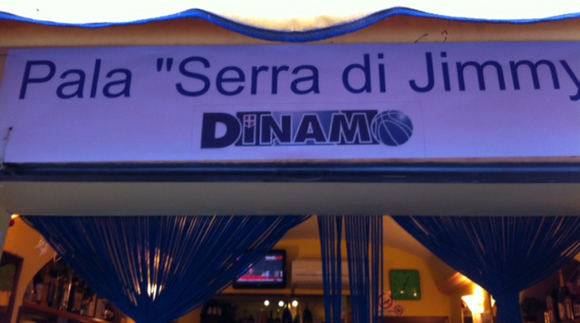 Pala "Serra di Jimmy
DINAMO